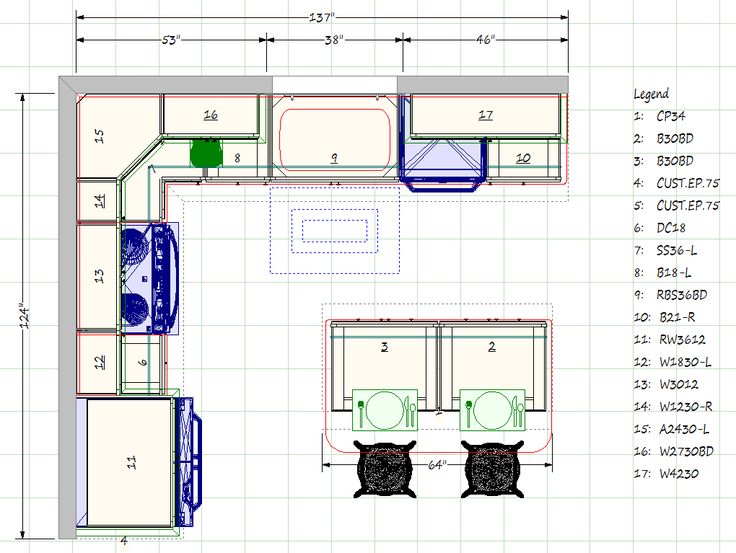 137"
53"
38"
46"
16
17
15
8
9
10
14
13
124"
12
6
3
2
11
64"
4
Legend
1: CP34
2: B30BD
3: B30BD
4: CUST.EP.75
5: CUST.EP.75
6: DC18
7: SS36-L
8: B18-L
9: RBS36BD
10: B21-R
11: RW3612
12: W1830-L
13: W3012
14: W1230-R
15: A2430-L
16: W2730BD
17: W4230